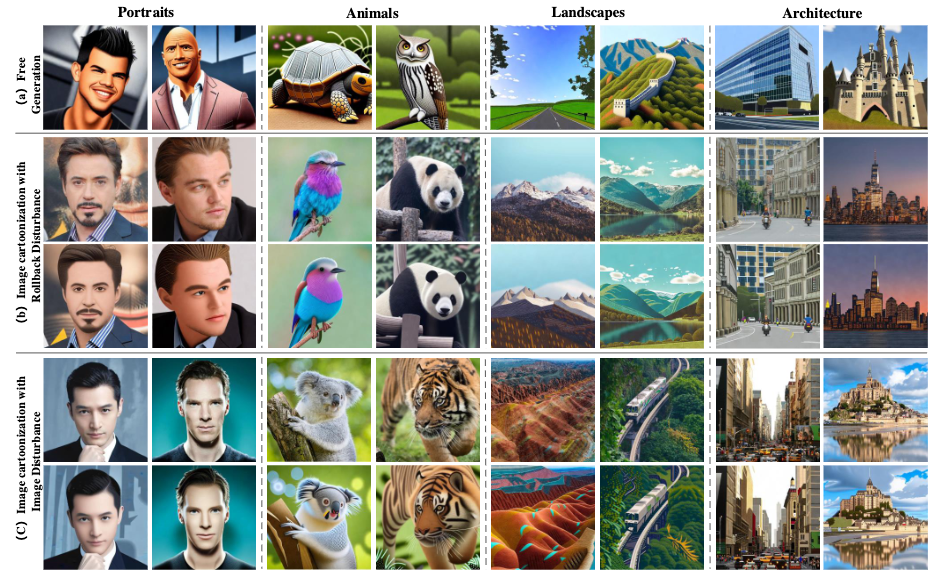 Portraits
Animals
Landscapes
Architecture
(a) Free
Generation
(b) Image cartoonization with
Rollback Disturbance
(C) Image cartoonization with
Image Disturbance